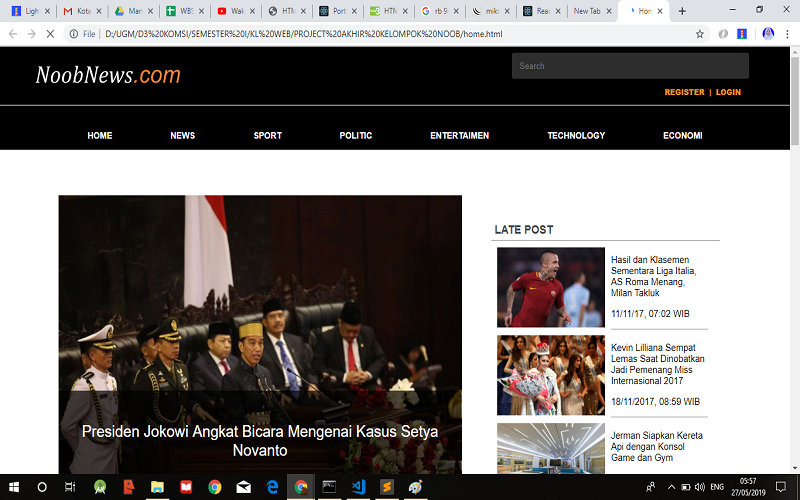 Ligh
Kota
Mar
WBS
Wak
HTM
Port
HTM
rb 9
mik
Rea
New Tab
Hon
File | D:/UGM/D3%20KOMSI/SEMESTER%20I/KL%20WEB/PROJECT%20AKHIR%20KELOMPOK%20NOOB/home.html
NoobNews.com
Search
REGISTER | LOGIN
HOME NEWS SPORT POLITIC ENTERTAIMEN TECHNOLOGY ECONOMI
Presiden Jokowi Angkat Bicara Mengenai Kasus Setya
Novanto
LATE POST
Hasil dan Klasemen
Sementara Liga Italia,
AS Roma Menang,
Milan Takluk
11/11/17, 07:02 WIB
Kevin Lilliana Sempat
Lemas Saat Dinobatkan
Jadi Pemenang Miss
Internasional 2017
18/11/2017, 08:59 WIB
Jerman Siapkan Kereta
Api dengan Konsol
Game dan Gym
ENG
05:57
27/05/2019